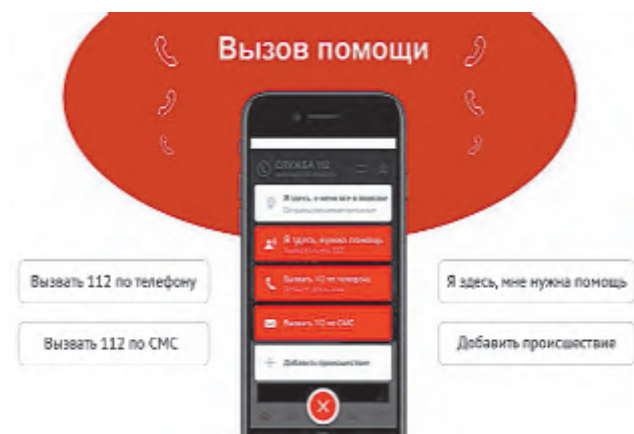 Вызов помощи
СЛУЖБА 112
Я здесь, нужна помощь
Вызвать 112 по телефону
Вызвать 112 по СМС
Добавить происшествие
Вызвать 112 по телефону
Вызвать 112 по СМС
Я здесь, мне нужна помощь
Добавить происшествие